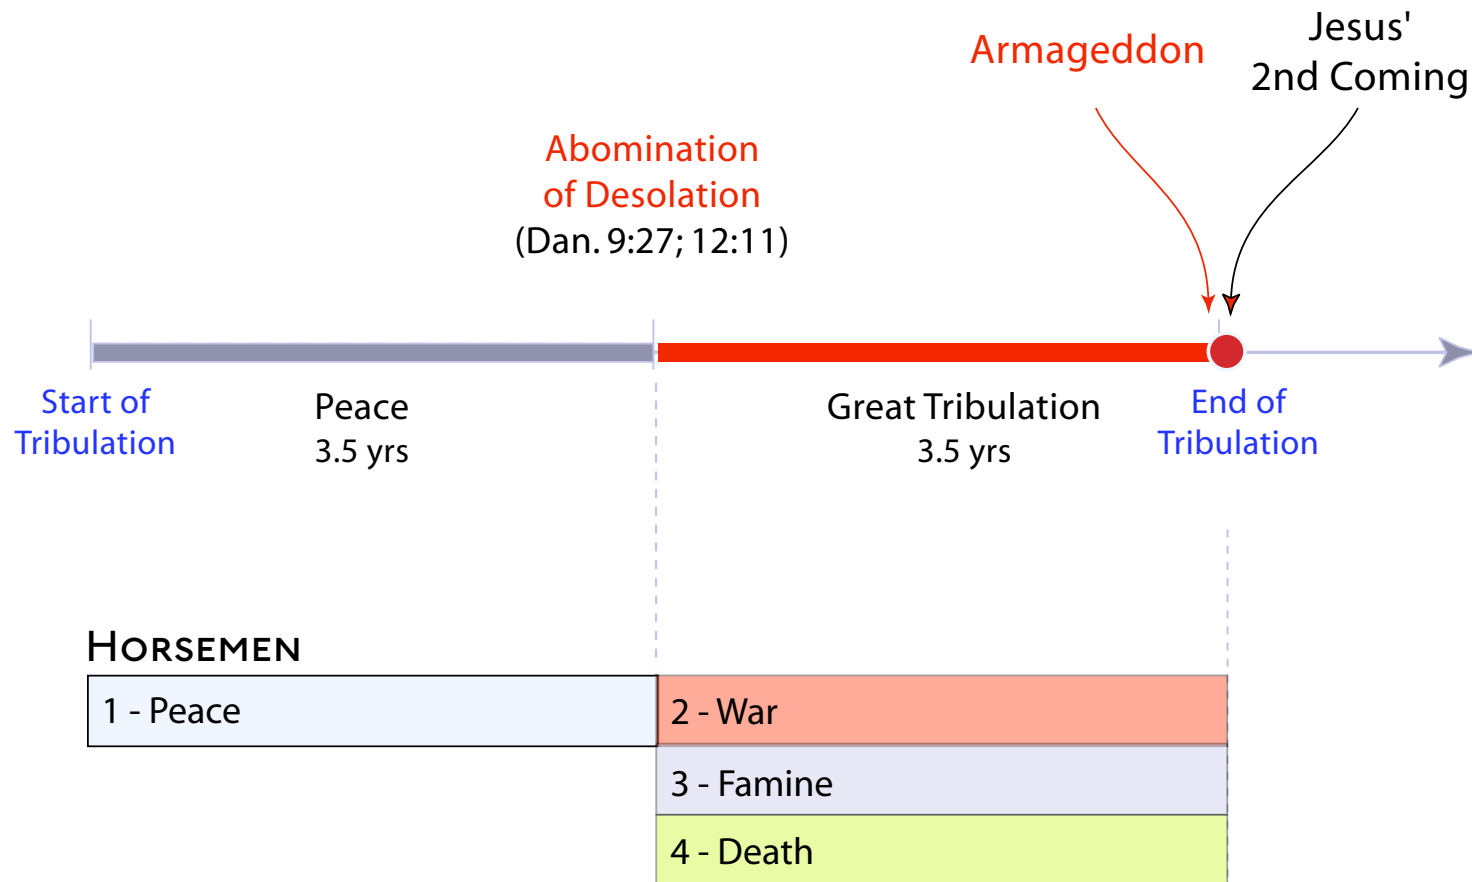 Armageddon
Jesus'
2nd Coming
Abomination
of Desolation
(Dan. 9:27; 12:11)
Start of
Tribulation
Peace
3.5 yrs
Great Tribulation
3.5 yrs
End of
Tribulation
HORSEMEN
1 - Peace
2 - War
3 - Famine
4 - Death